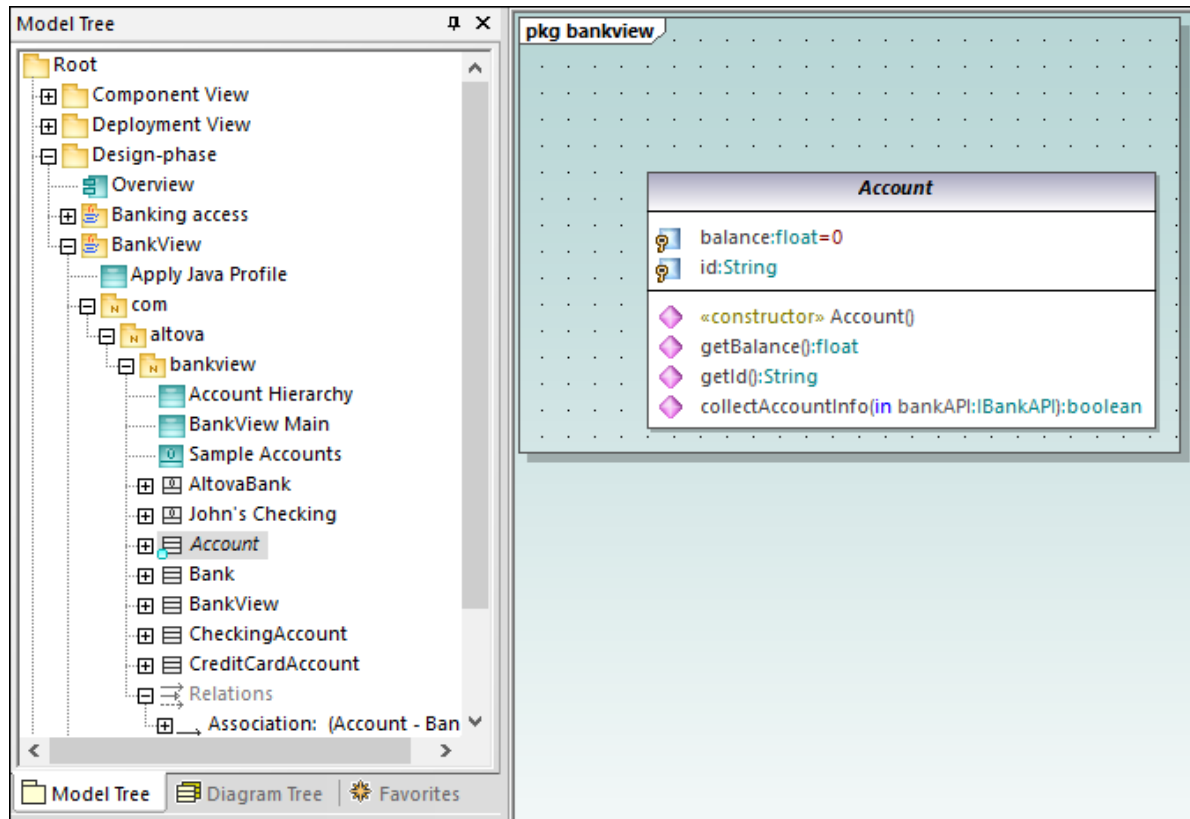 Model Tree
Root
Component View
Deployment View
Design-phase
Overview
Banking access
BankView
Apply Java Profile
com
altova
bankview
Account Hierarchy
BankView Main
Sample Accounts
AltovaBank
John's Checking
Account
Bank
BankView
CheckingAccount
CreditCardAccount
Relations
Association: (Account - Ban
Model Tree
Diagram Tree
Favorites
pkg bankview
Account
balance:float=0
id:String
«constructor» Account()
getBalance():float
getId():String
collectAccountInfo(in bankAPI:IBankAPI):boolean